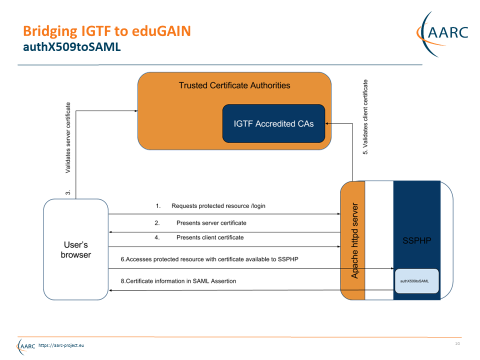 Bridging IGTF to eduGAIN
authX509toSAML
AARC
Trusted Certificate Authorities
IGTF Accredited CAs
3. Validates server certificate
5. Validates client certificate
1. Requests protected resource /login
2. Presents server certificate
4. Presents client certificate
6.Accesses protected resource with certificate available to SSPHP
8.Certificate information in SAML Assertion
User's
browser
Apache httpd server
SSPHP
authX509toSAML
AARC
https://aarc-project.eu